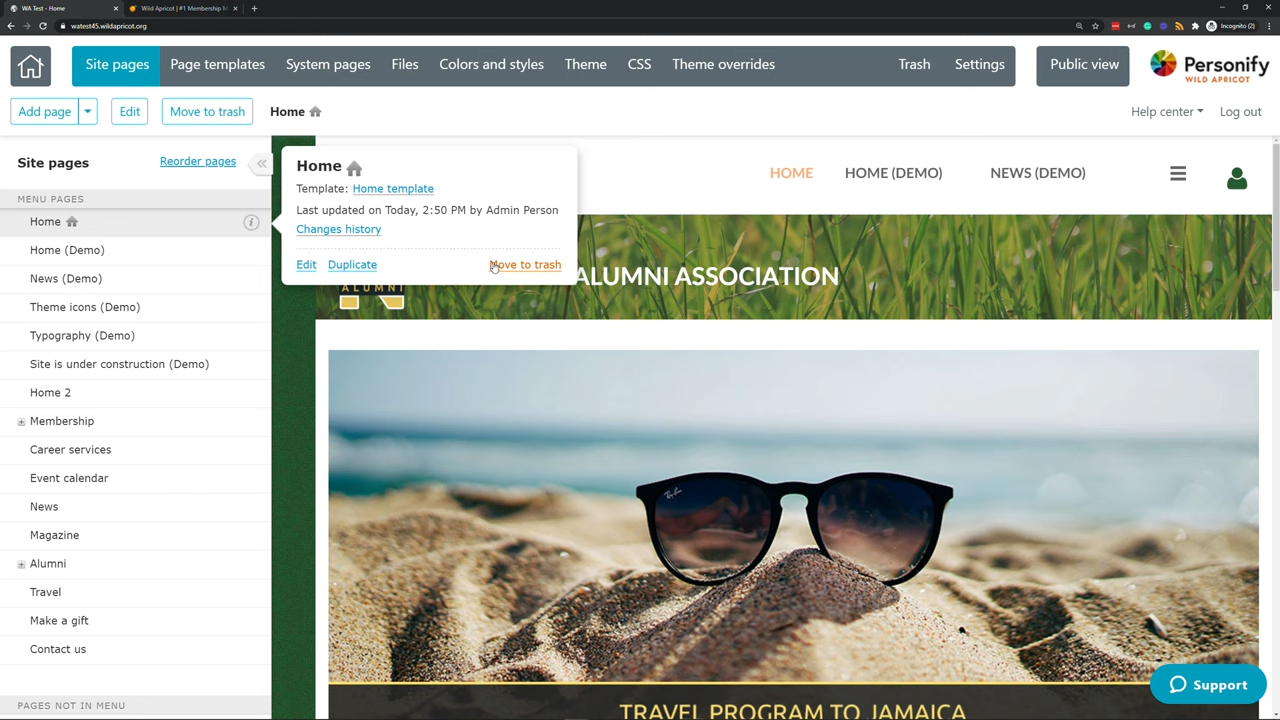 WA Test - Home
Wild Apricot | #1 Membership M
watest45.wildapricot.org
Incognito (2)
Site pages
Page templates
System pages
Files
Colors and styles
Theme
CSS
Theme overrides
Trash
Settings
Public view
Personify
WILD APRICOT
Add page
Edit
Move to trash
Home
Help center
Log out
Site pages
Reorder pages
MENU PAGES
Home
Home (Demo)
News (Demo)
Theme icons (Demo)
Typography (Demo)
Site is under construction (Demo)
Home 2
Membership
Career services
Event calendar
News
Magazine
Alumni
Travel
Make a gift
Contact us
PAGES NOT IN MENU
Home
Template: Home template
Last updated on Today, 2:50 PM by Admin Person
Changes history
Edit
Duplicate
Move to trash
HOME
HOME (DEMO)
NEWS (DEMO)
ALUMNI
ALUMNI ASSOCIATION
Ray-Ban
TRAVEL PROGRAM TO JAMAICA
Support